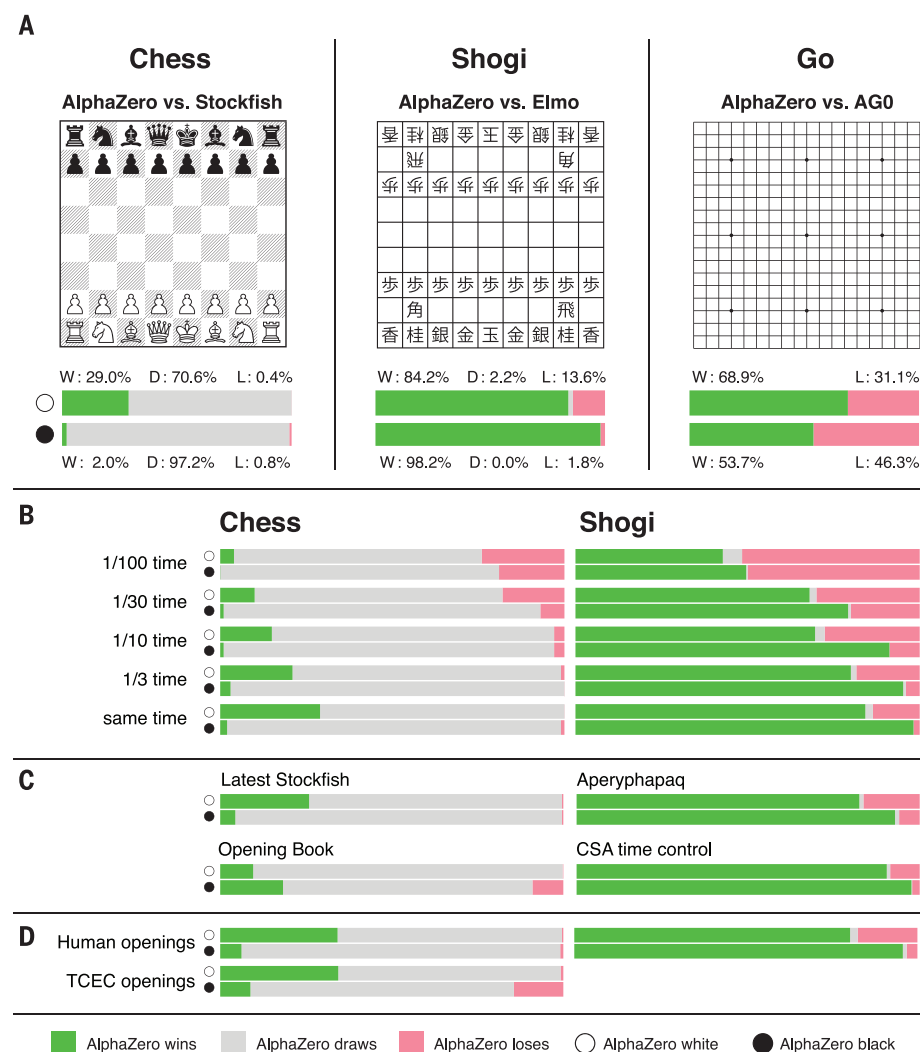 A
Chess Shogi Go
AlphaZero vs. Stockfish AlphaZero vs. Elmo AlphaZero vs. AG0
香桂銀金玉金銀桂香
飛角
歩歩歩歩歩歩歩歩歩
歩歩歩歩歩歩歩歩歩
角飛
香桂銀金玉金銀桂香
W: 29.0% D: 70.6% L: 0.4% W: 84.2% D: 2.2% L: 13.6% W: 68.9% L: 31.1%
W: 2.0% D: 97.2% L: 0.8% W: 98.2% D: 0.0% L: 1.8% W: 53.7% L: 46.3%
B
Chess Shogi
1/100 time
1/30 time
1/10 time
1/3 time
same time
C
Latest Stockfish Aperyphapaq
Opening Book CSA time control
D
Human openings
TCEC openings
AlphaZero wins AlphaZero draws AlphaZero loses AlphaZero white AlphaZero black